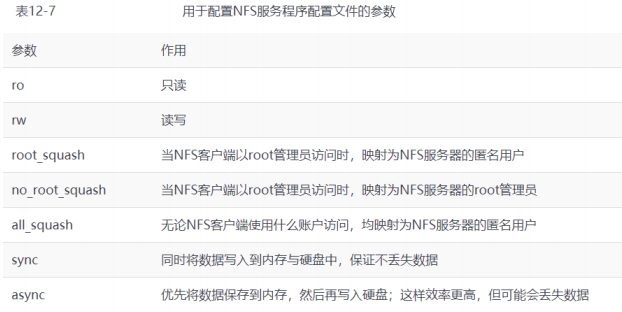 表12-7 用于配置NFS服务程序配置文件的参数
参数 作用
ro 只读
rw 读写
root_squash 当NFS客户端以root管理员访问时，映射为NFS服务器的匿名用户
no_root_squash 当NFS客户端以root管理员访问时，映射为NFS服务器的root管理员
all_squash 无论NFS客户端使用什么账户访问，均映射为NFS服务器的匿名用户
sync 同时将数据写入到内存与硬盘中，保证不丢失数据
async 优先将数据保存到内存，然后再写入硬盘；这样效率更高，但可能会丢失数据